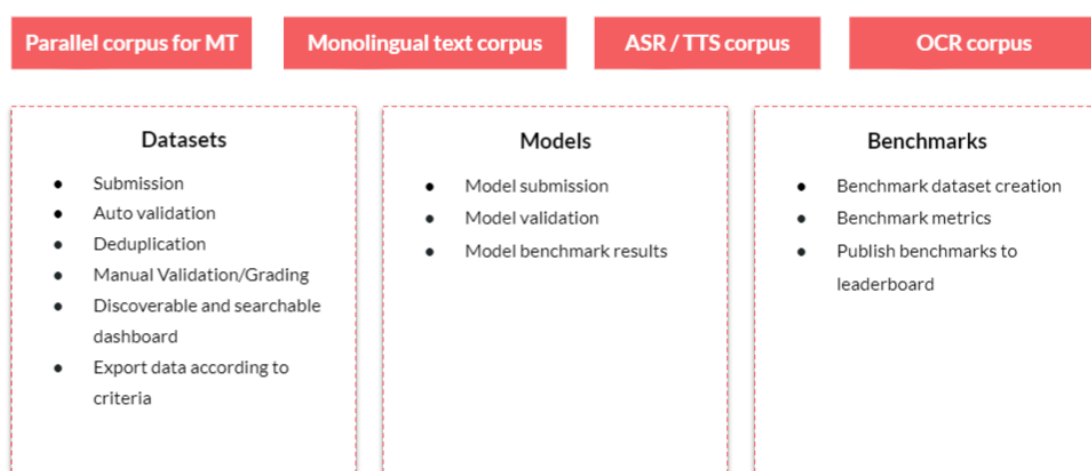 Parallel corpus for MT
Monolingual text corpus
ASR / TTS corpus
OCR corpus
Datasets
● Submission
● Auto validation
● Deduplication
● Manual Validation/Grading
● Discoverable and searchable
dashboard
● Export data according to
criteria
Models
● Model submission
● Model validation
● Model benchmark results
Benchmarks
● Benchmark dataset creation
● Benchmark metrics
● Publish benchmarks to
leaderboard